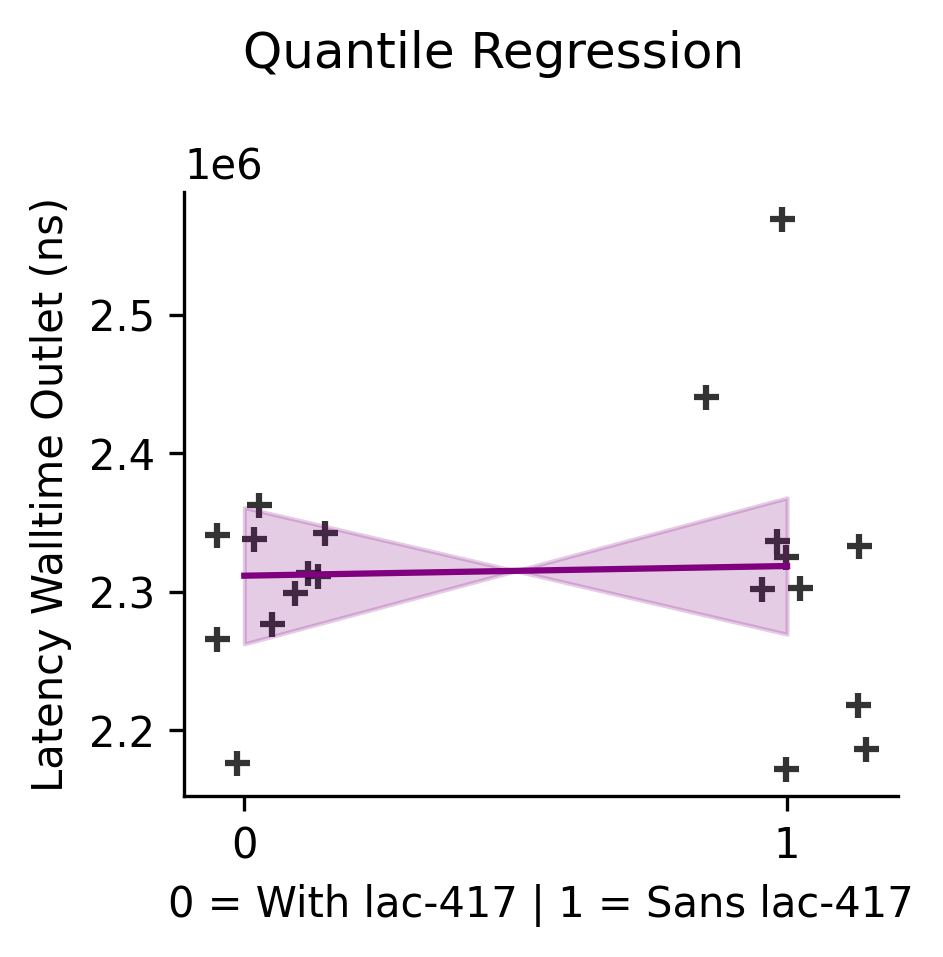 Quantile Regression
1e6
Latency Walltime Outlet (ns)
2.5
2.4
2.3
2.2
0
1
0 = With lac-417 | 1 = Sans lac-417